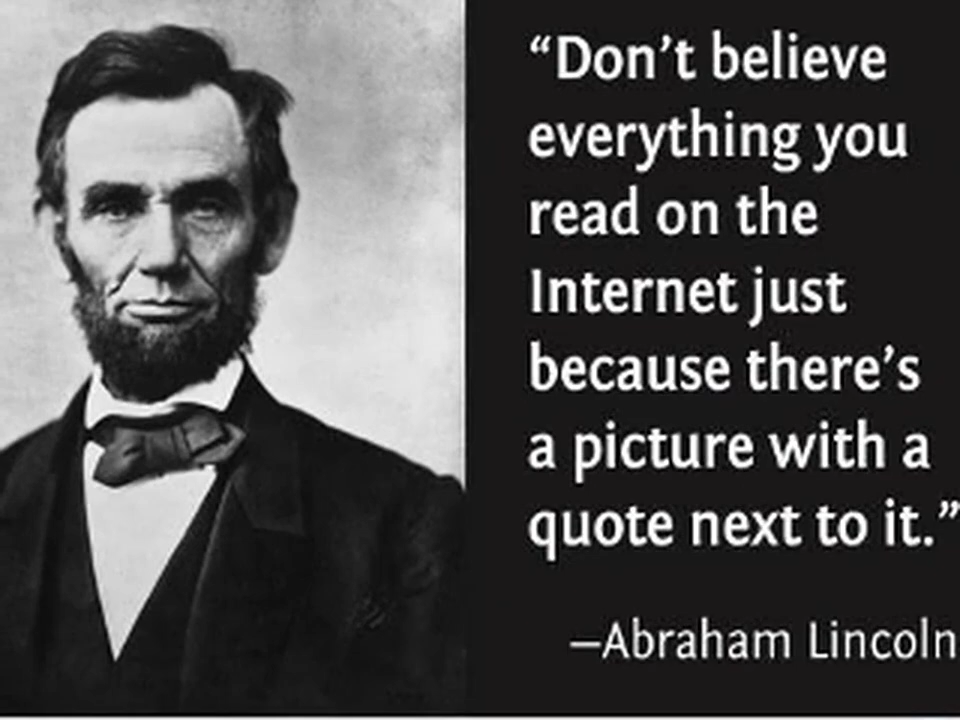 “Don’t believe
everything you
read on the
Internet just
because there’s
a picture with a
quote next to it.”
—Abraham Lincoln